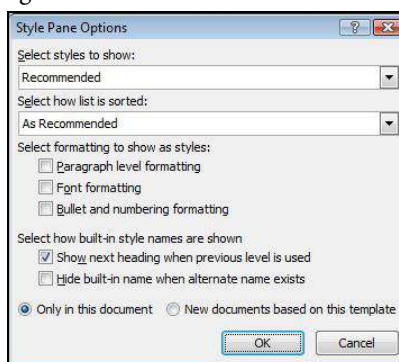 Style Pane Options
Select styles to show:
Recommended
Select how list is sorted:
As Recommended
Select formatting to show as styles:
Paragraph level formatting
Font formatting
Bullet and numbering formatting
Select how built-in style names are shown
Show next heading when previous level is used
Hide built-in name when alternate name exists
Only in this document New documents based on this template
OK Cancel